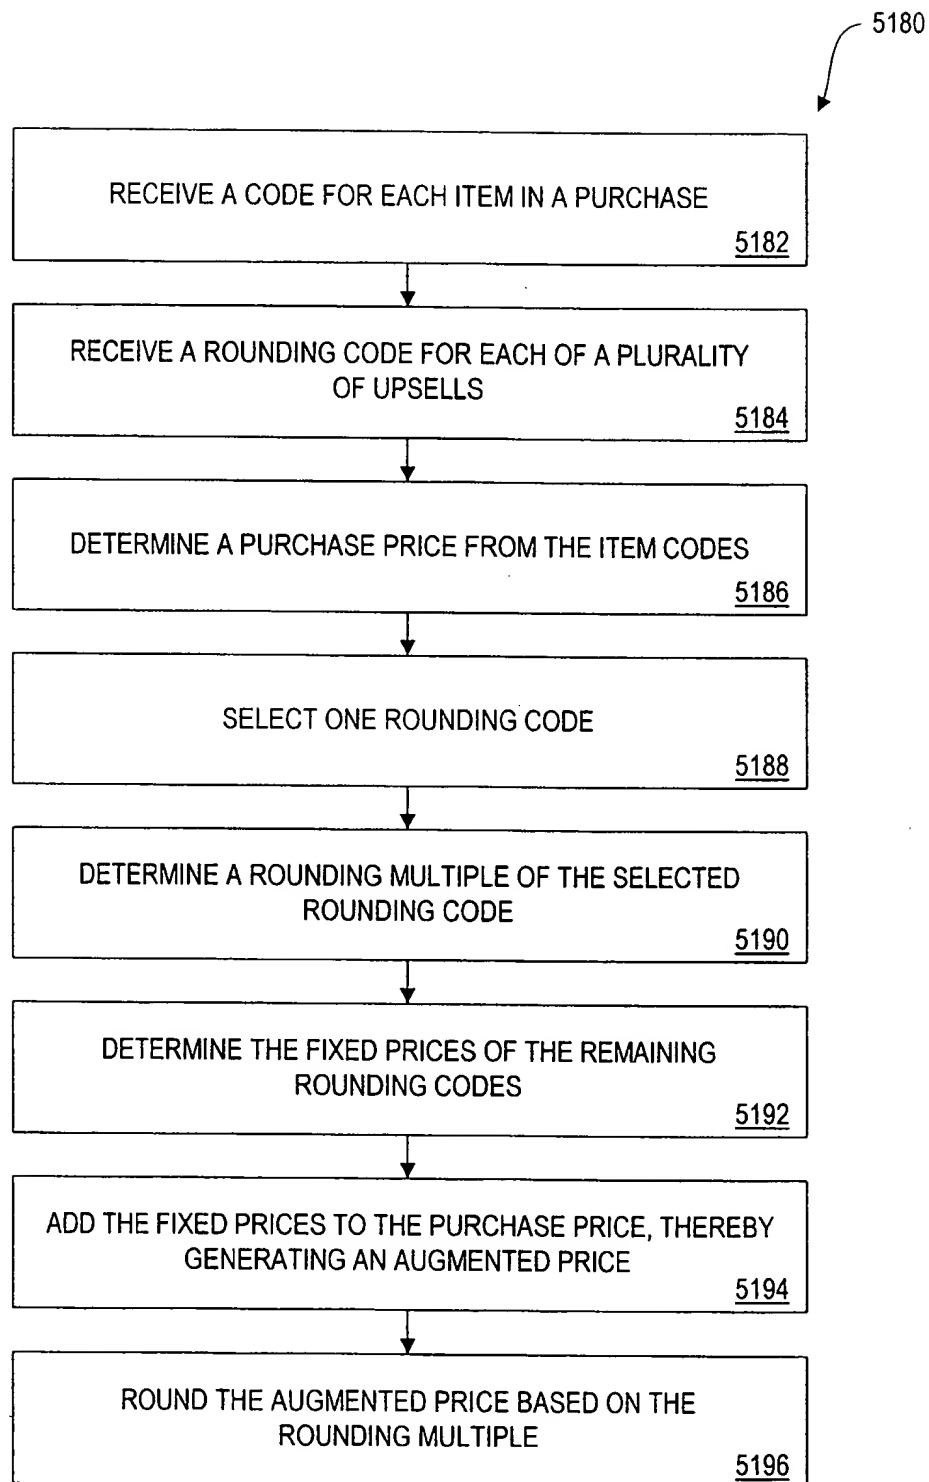 5180
RECEIVE A CODE FOR EACH ITEM IN A PURCHASE
5182
RECEIVE A ROUNDING CODE FOR EACH OF A PLURALITY
OF UPSELLS
5184
DETERMINE A PURCHASE PRICE FROM THE ITEM CODES
5186
SELECT ONE ROUNDING CODE
5188
DETERMINE A ROUNDING MULTIPLE OF THE SELECTED
ROUNDING CODE
5190
DETERMINE THE FIXED PRICES OF THE REMAINING
ROUNDING CODES
5192
ADD THE FIXED PRICES TO THE PURCHASE PRICE, THEREBY
GENERATING AN AUGMENTED PRICE
5194
ROUND THE AUGMENTED PRICE BASED ON THE
ROUNDING MULTIPLE
5196